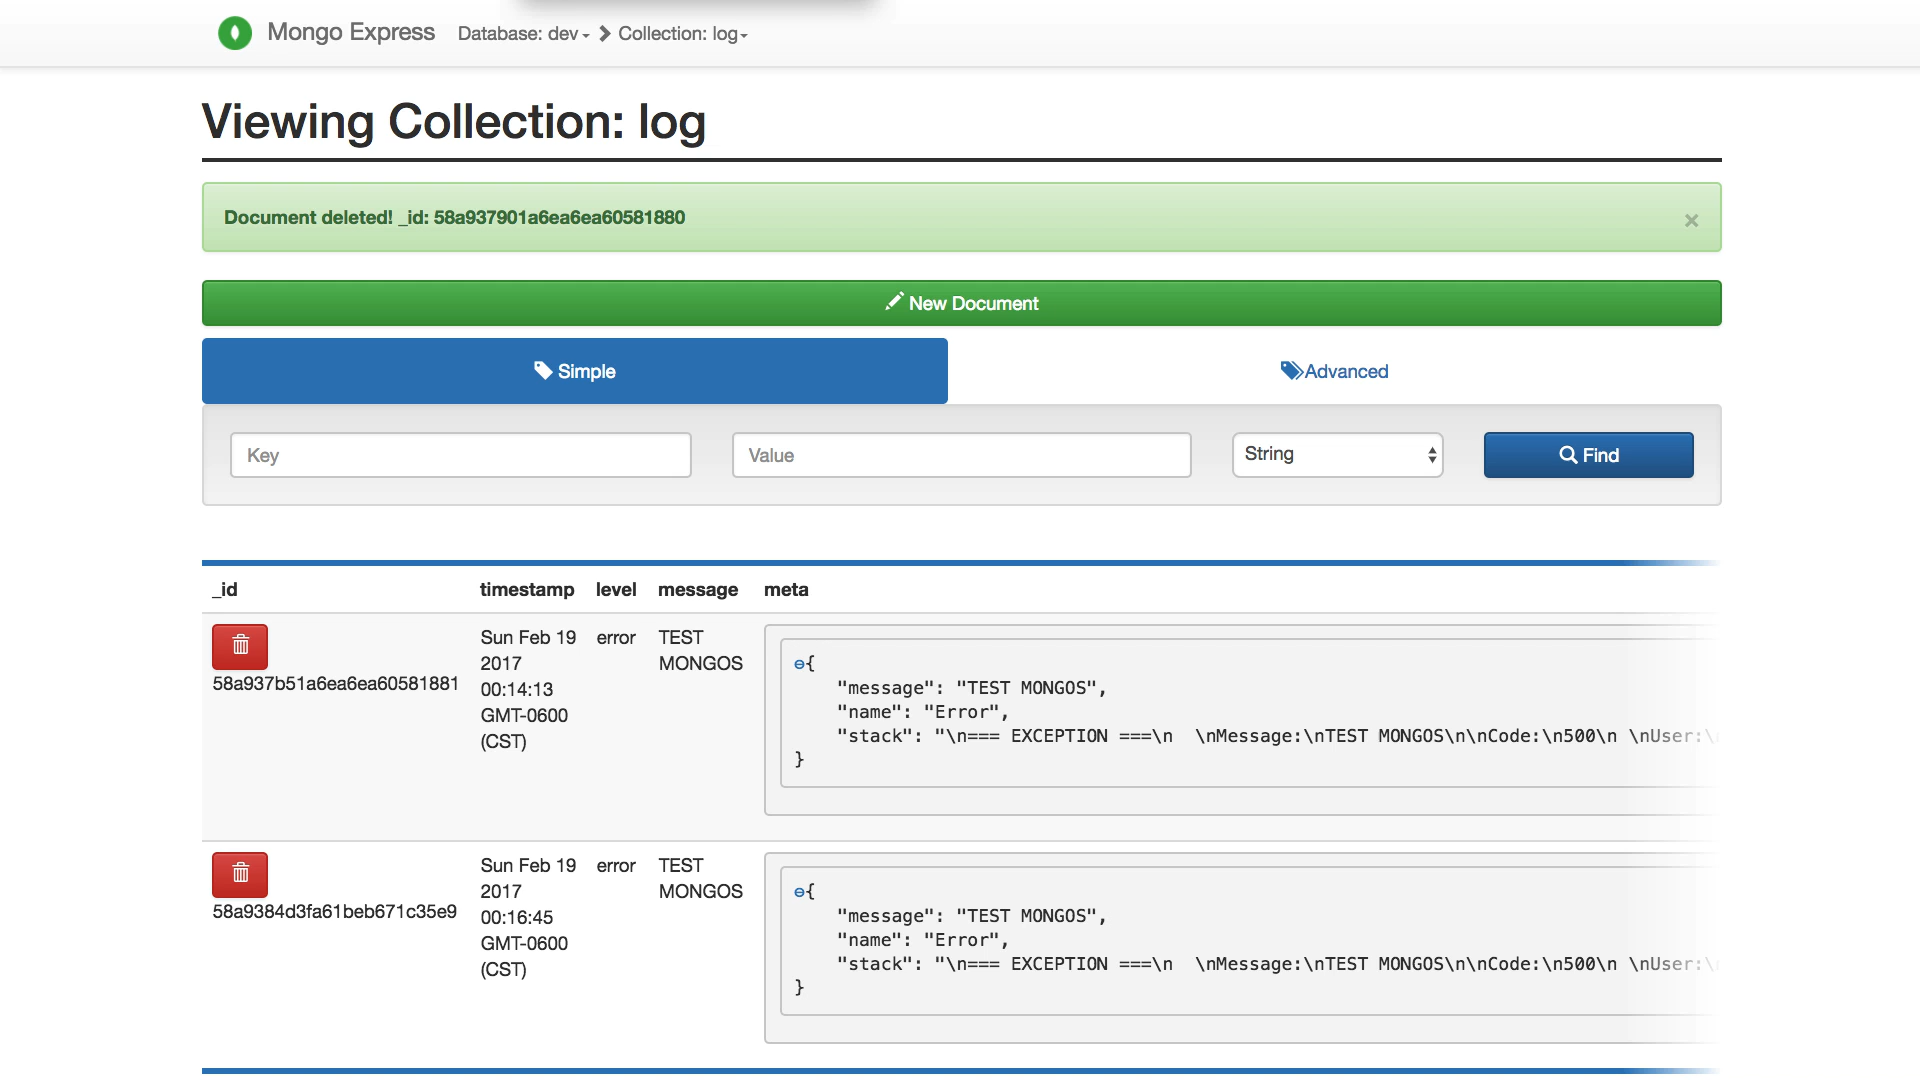 Mongo Express Database: dev Collection: log
Viewing Collection: log
Document deleted! _id: 58a937901a6ea6ea60581880
×
New Document
Simple
Advanced
Key
Value
String
Find
_id timestamp level message meta
58a937b51a6ea6ea60581881
Sun Feb 19
2017
00:14:13
GMT-0600
(CST)
error
TEST
MONGOS
{
"message": "TEST MONGOS",
"name": "Error",
"stack": "\n=== EXCEPTION ===\n  \nMessage:\nTEST MONGOS\n\nCode:\n500\n \nUser:\
}
58a9384d3fa61beb671c35e9
Sun Feb 19
2017
00:16:45
GMT-0600
(CST)
error
TEST
MONGOS
{
"message": "TEST MONGOS",
"name": "Error",
"stack": "\n=== EXCEPTION ===\n  \nMessage:\nTEST MONGOS\n\nCode:\n500\n \nUser:\
}